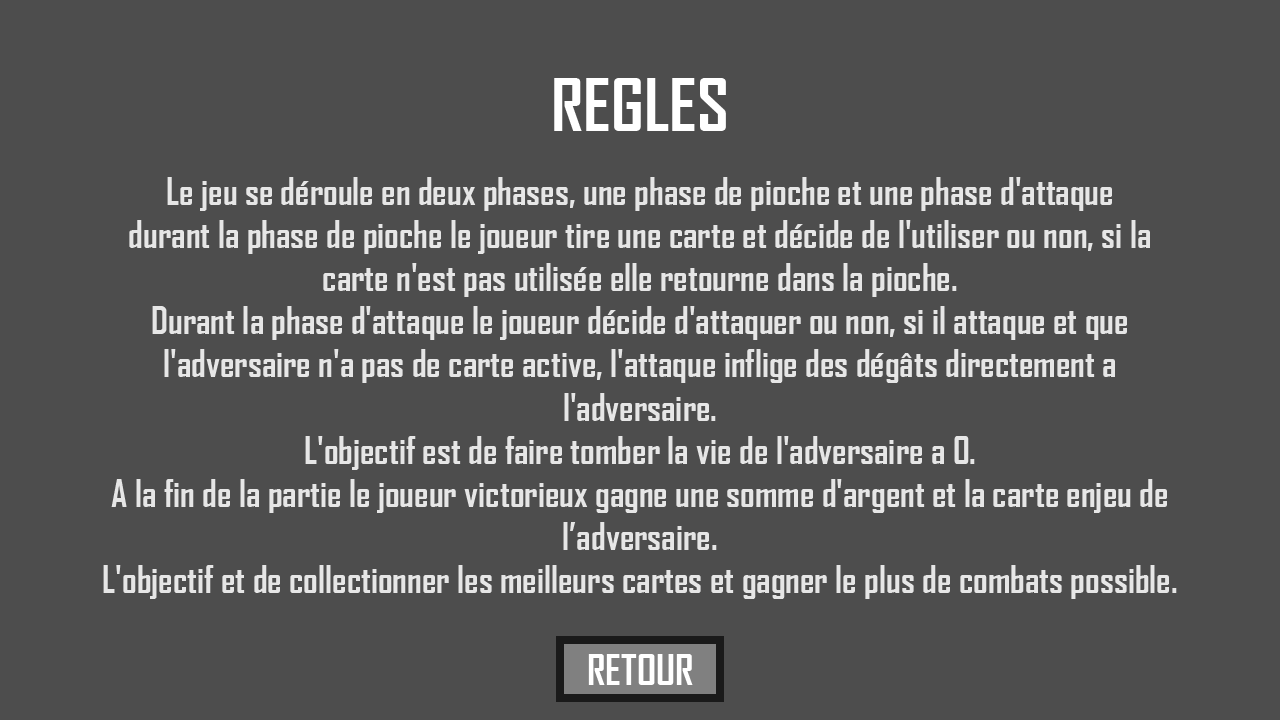 REGLES
Le jeu se déroule en deux phases, une phase de pioche et une phase d'attaque
durant la phase de pioche le joueur tire une carte et décide de l'utiliser ou non, si la
carte n'est pas utilisée elle retourne dans la pioche.
Durant la phase d'attaque le joueur décide d'attaquer ou non, si il attaque et que
l'adversaire n'a pas de carte active, l'attaque inflige des dégâts directement a
l'adversaire.
L'objectif est de faire tomber la vie de l'adversaire a 0.
A la fin de la partie le joueur victorieux gagne une somme d'argent et la carte enjeu de
l’adversaire.
L'objectif et de collectionner les meilleurs cartes et gagner le plus de combats possible.
RETOUR